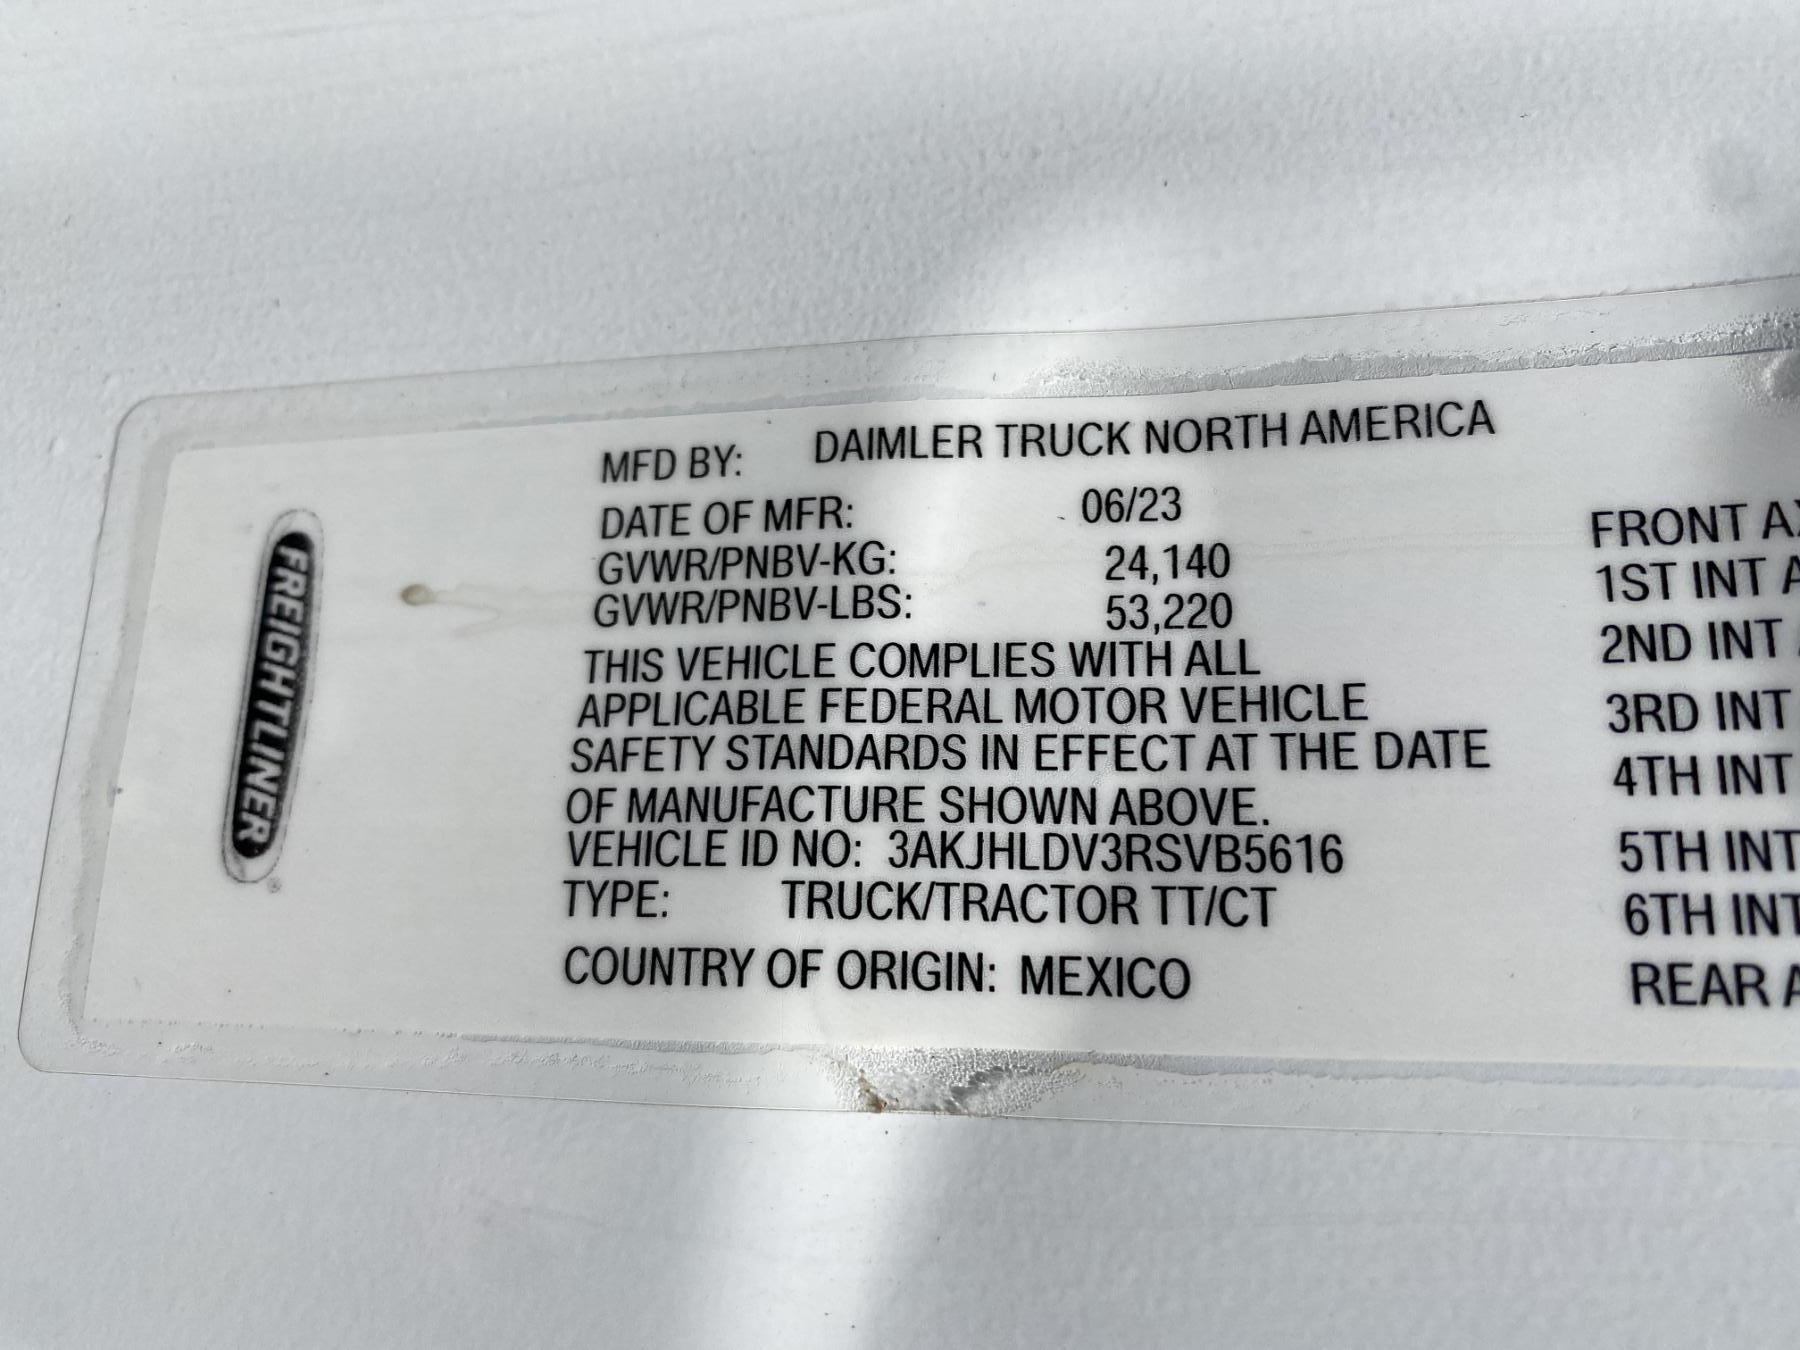 FREIGHTLINER®
MFD BY: DAIMLER TRUCK NORTH AMERICA
DATE OF MFR: 06/23
GVWR/PNBV-KG: 24,140
GVWR/PNBV-LBS: 53,220
THIS VEHICLE COMPLIES WITH ALL
APPLICABLE FEDERAL MOTOR VEHICLE
SAFETY STANDARDS IN EFFECT AT THE DATE
OF MANUFACTURE SHOWN ABOVE.
VEHICLE ID NO: 3AKJHLDV3RSVB5616
TYPE: TRUCK/TRACTOR TT/CT
COUNTRY OF ORIGIN: MEXICO
FRONT
1ST INT
2ND INT
3RD INT
4TH INT
5TH INT
6TH INT
REAR